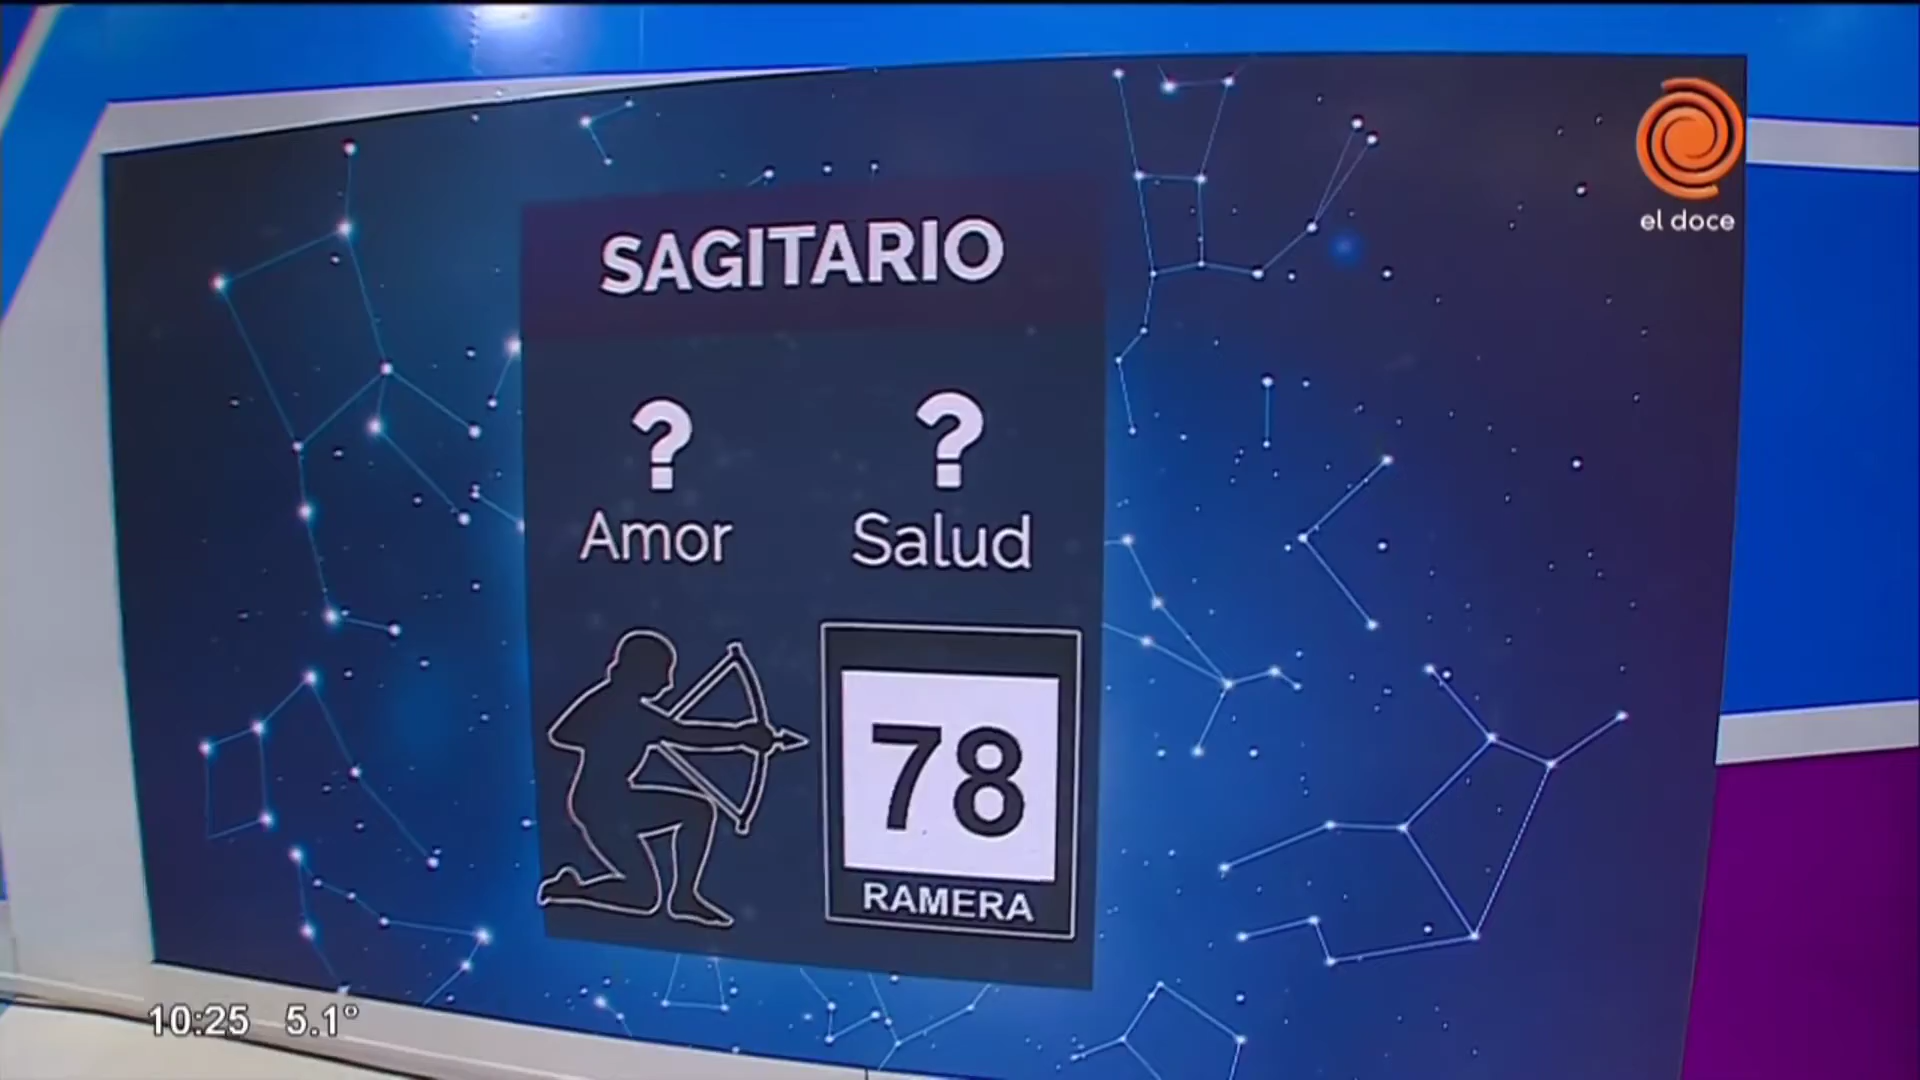 el doce
SAGITARIO
? ?
Amor Salud
78
RAMERA
10:25 5.1°